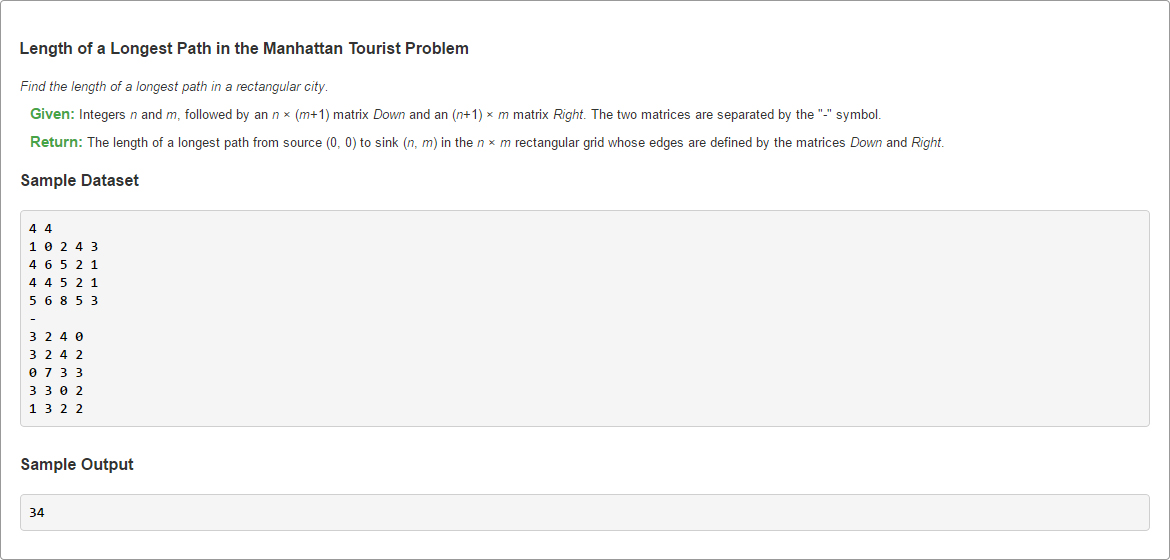 Length of a Longest Path in the Manhattan Tourist Problem
Find the length of a longest path in a rectangular city.
Given: Integers n and m, followed by an n × (m+1) matrix Down and an (n+1) × m matrix Right. The two matrices are separated by the "-" symbol.
Return: The length of a longest path from source (0, 0) to sink (n, m) in the n × m rectangular grid whose edges are defined by the matrices Down and Right.
Sample Dataset
4 4
1 0 2 4 3
4 6 5 2 1
4 4 5 2 1
5 6 8 5 3
-
3 2 4 0
3 2 4 2
0 7 3 3
3 3 0 2
1 3 2 2
Sample Output
34